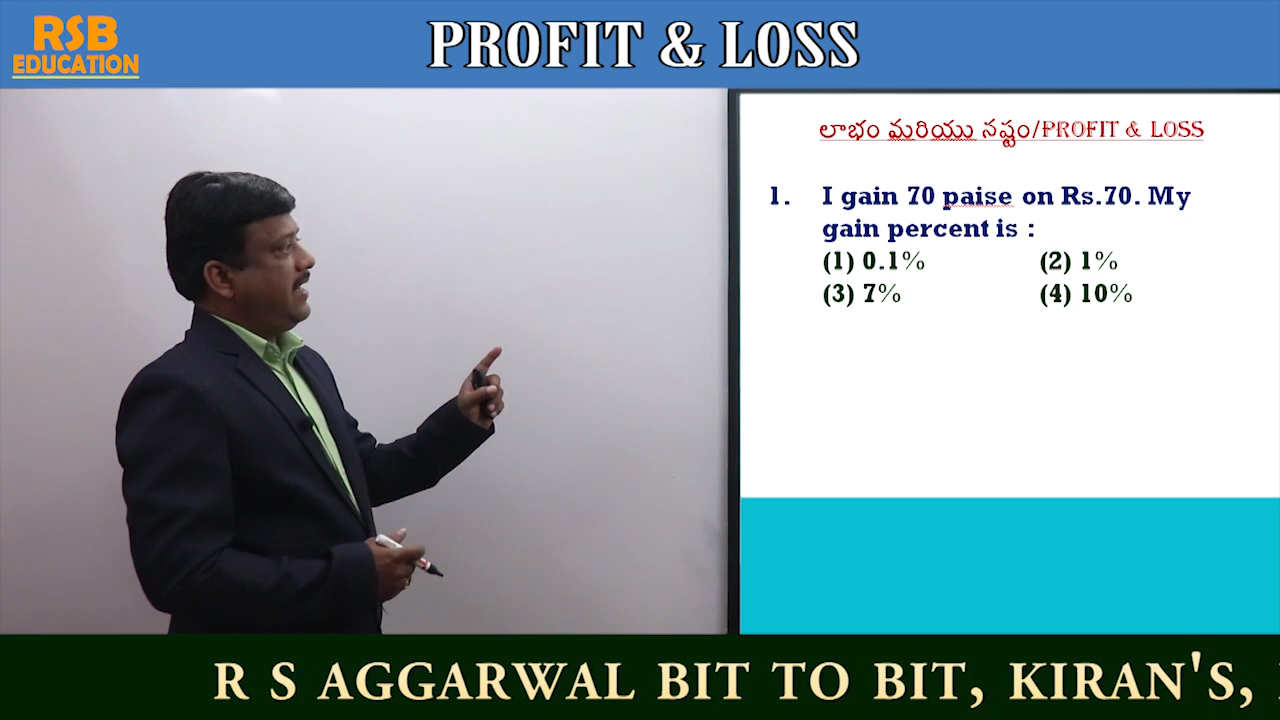 RSB
EDUCATION
PROFIT & LOSS
లాభం మరియు నష్టం/PROFIT & LOSS
1. I gain 70 paise on Rs.70. My
gain percent is :
(1) 0.1% (2) 1%
(3) 7% (4) 10%
R S AGGARWAL BIT TO BIT, KIRAN'S,